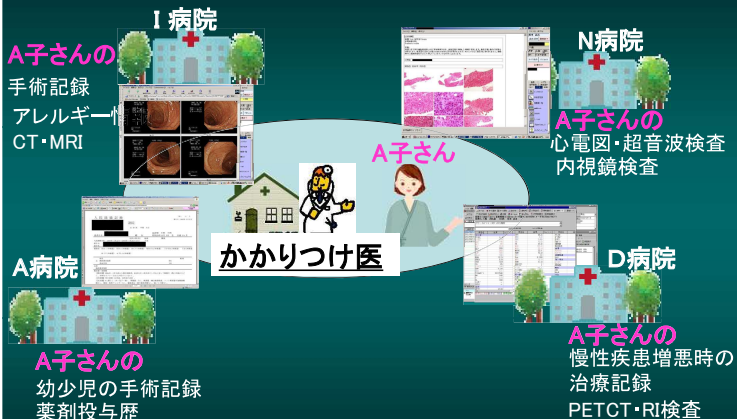 I 病院
A子さんの
手術記録
アレルギー情
CT・MRI
N病院
A子さんの
心電図・超音波検査
内視鏡検査
A子さん
かかりつけ医
A病院
A子さんの
幼少児の手術記録
薬剤投与歴
D病院
A子さんの
慢性疾患増悪時の
治療記録
PETCT・RI検査